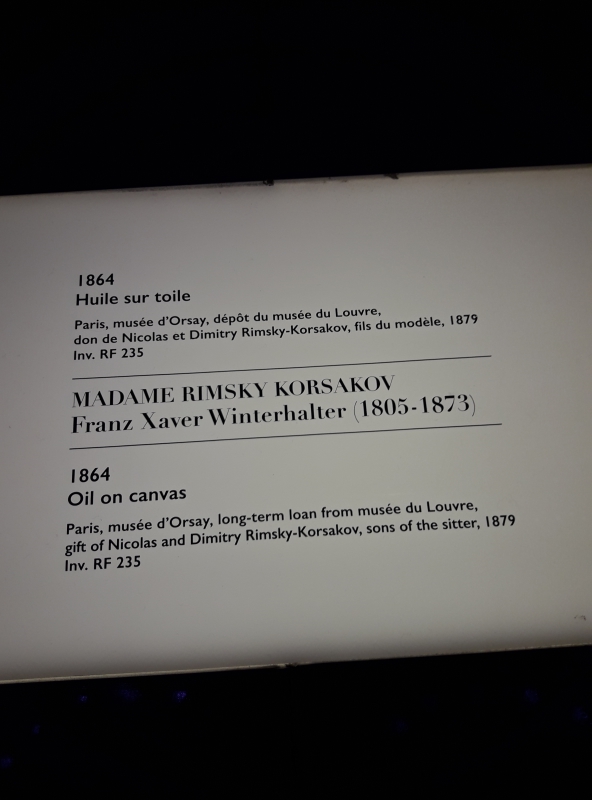 1864
Huile sur toile
Paris, musée d'Orsay, dépôt du musée du Louvre,
don de Nicolas et Dimitry Rimsky-Korsakov, fils du modèle, 1879
Inv. RF 235
MADAME RIMSKY KORSAKOV
Franz Xaver Winterhalter (1805-1873)
1864
Oil on canvas
Paris, musée d'Orsay, long-term loan from musée du Louvre,
gift of Nicolas and Dimitry Rimsky-Korsakov, sons of the sitter, 1879
Inv. RF 235